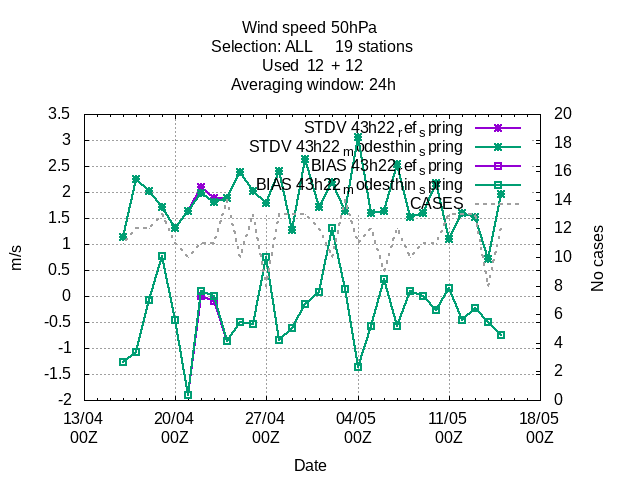 Wind speed 50hPa
Selection: ALL 19 stations
Used 12 + 12
Averaging window: 24h
STDV 43h22_ref_spring
STDV 43h22_modesthin_spring
BIAS 43h22_ref_spring
BIAS 43h22_modesthin_spring
CASES
3.5
3
2.5
2
1.5
1
0.5
0
-0.5
-1
-1.5
-2
m/s
20
18
16
14
12
10
8
6
4
2
0
No cases
13/04 20/04 27/04 04/05 11/05 18/05
00Z 00Z 00Z 00Z 00Z 00Z
Date